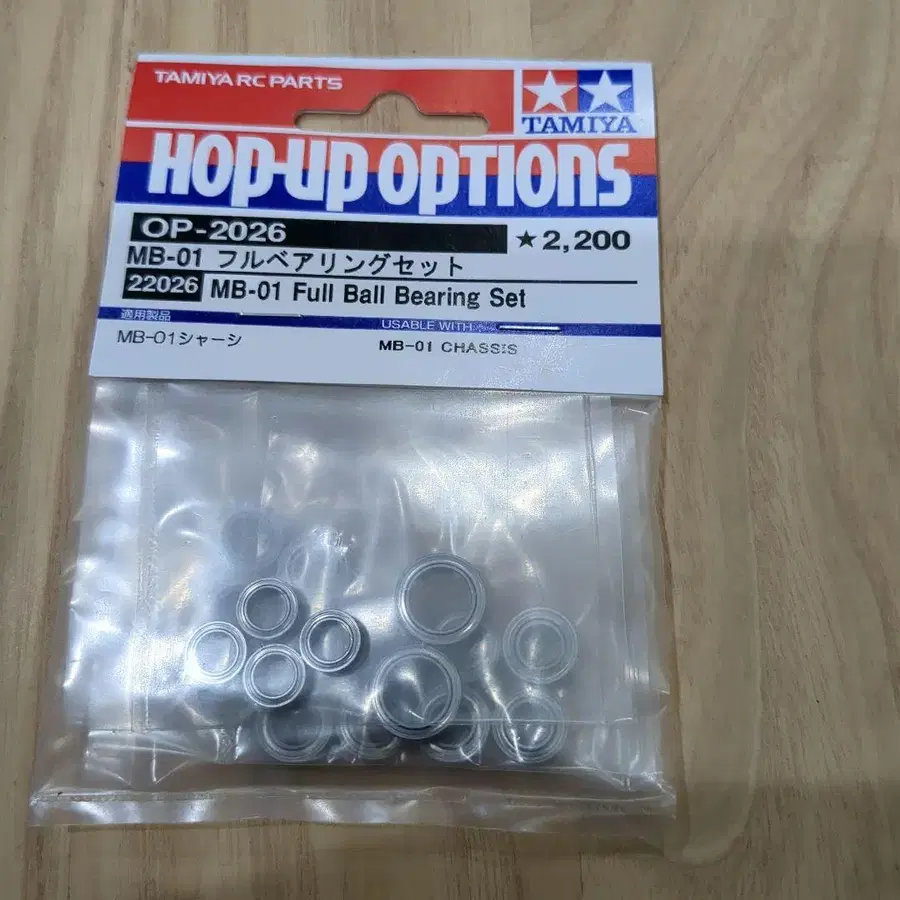 TAMIYA RC PARTS
TAMIYA
HOP-UP OPTIONS
OP-2026
★2,200
MB-01 フルベアリングセット
22026 MB-01 Full Ball Bearing Set
適用製品
USABLE WITH
MB-01シャーシ
MB-01 CHASSIS